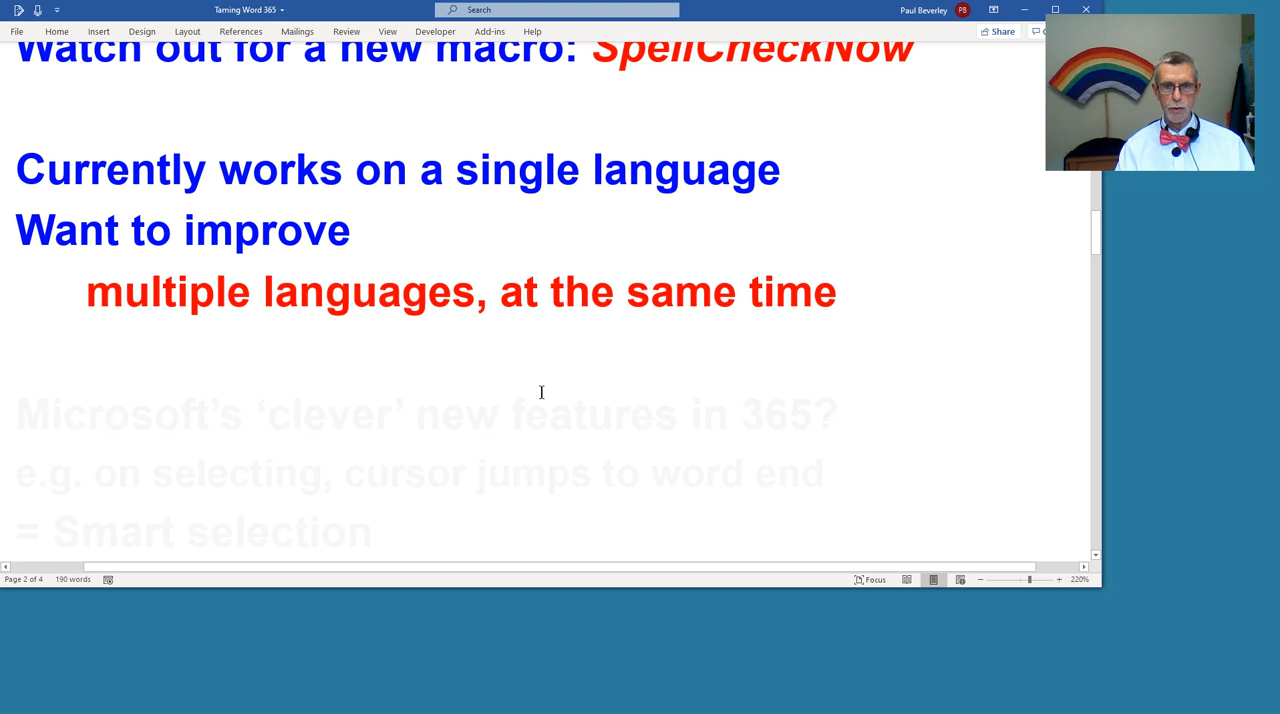 Taming Word 365
Search
Paul Beverley PB
File Home Insert Design Layout References Mailings Review View Developer Add-ins Help Share
Watch out for a new macro: SpellCheckNow
Currently works on a single language
Want to improve
multiple languages, at the same time
Microsoft’s ‘clever’ new features in 365?
e.g. on selecting, cursor jumps to word end
= Smart selection
Page 2 of 4 190 words Focus 220%